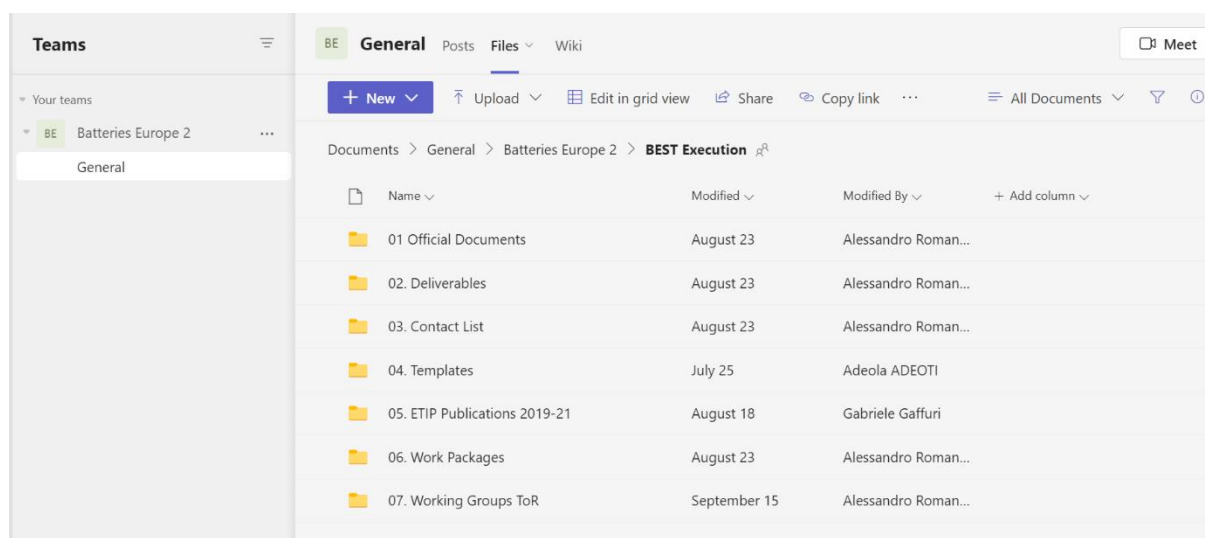 Teams
BE General Posts Files Wiki
Meet
Your teams
+ New Upload Edit in grid view Share Copy link ··· All Documents
BE Batteries Europe 2 ...
General
Documents > General > Batteries Europe 2 > BEST Execution
Name Modified Modified By + Add column
01 Official Documents August 23 Alessandro Roman...
02. Deliverables August 23 Alessandro Roman...
03. Contact List August 23 Alessandro Roman...
04. Templates July 25 Adeola ADEOTI
05. ETIP Publications 2019-21 August 18 Gabriele Gaffuri
06. Work Packages August 23 Alessandro Roman...
07. Working Groups ToR September 15 Alessandro Roman...